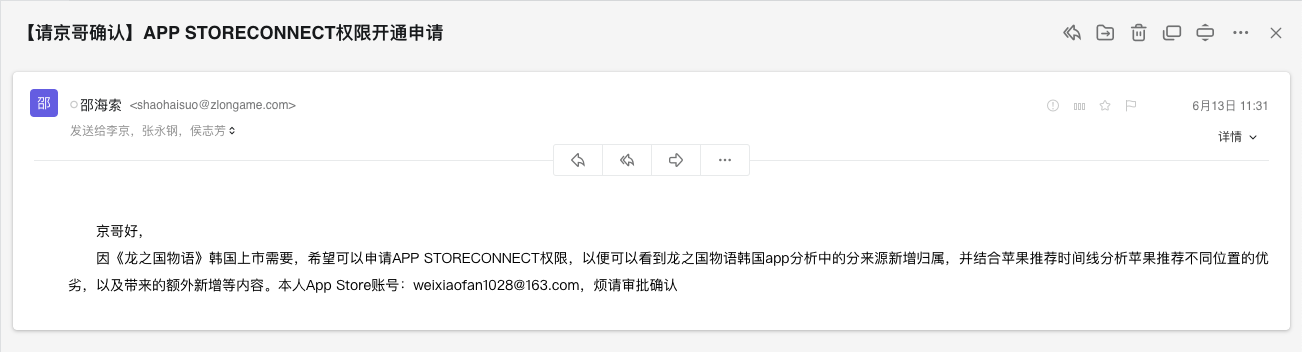 【请京哥确认】APP STORECONNECT权限开通申请
邵
邵海索 <shaohaisuo@zlongame.com>
6月13日 11:31
发送给李京，张永钢，侯志芳
详情
京哥好，
因《龙之国物语》韩国上市需要，希望可以申请APP STORECONNECT权限，以便可以看到龙之国物语韩国app分析中的分来源新增归属，并结合苹果推荐时间线分析苹果推荐不同位置的优
劣，以及带来的额外新增等内容。本人App Store账号：weixiaofan1028@163.com，烦请审批确认